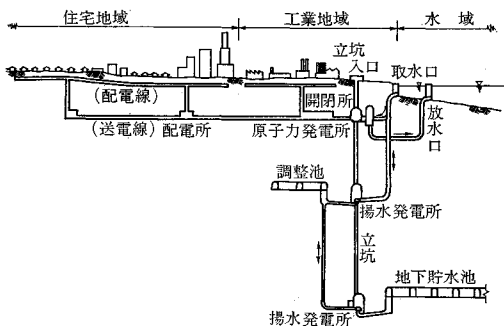 住宅地域 工業地域 水域
立坑
入口 取水口
(配電線) 開閉所
(送電線) 配電所 原子力発電所
放水口
調整池
揚水発電所
立坑
地下貯水池
揚水発電所